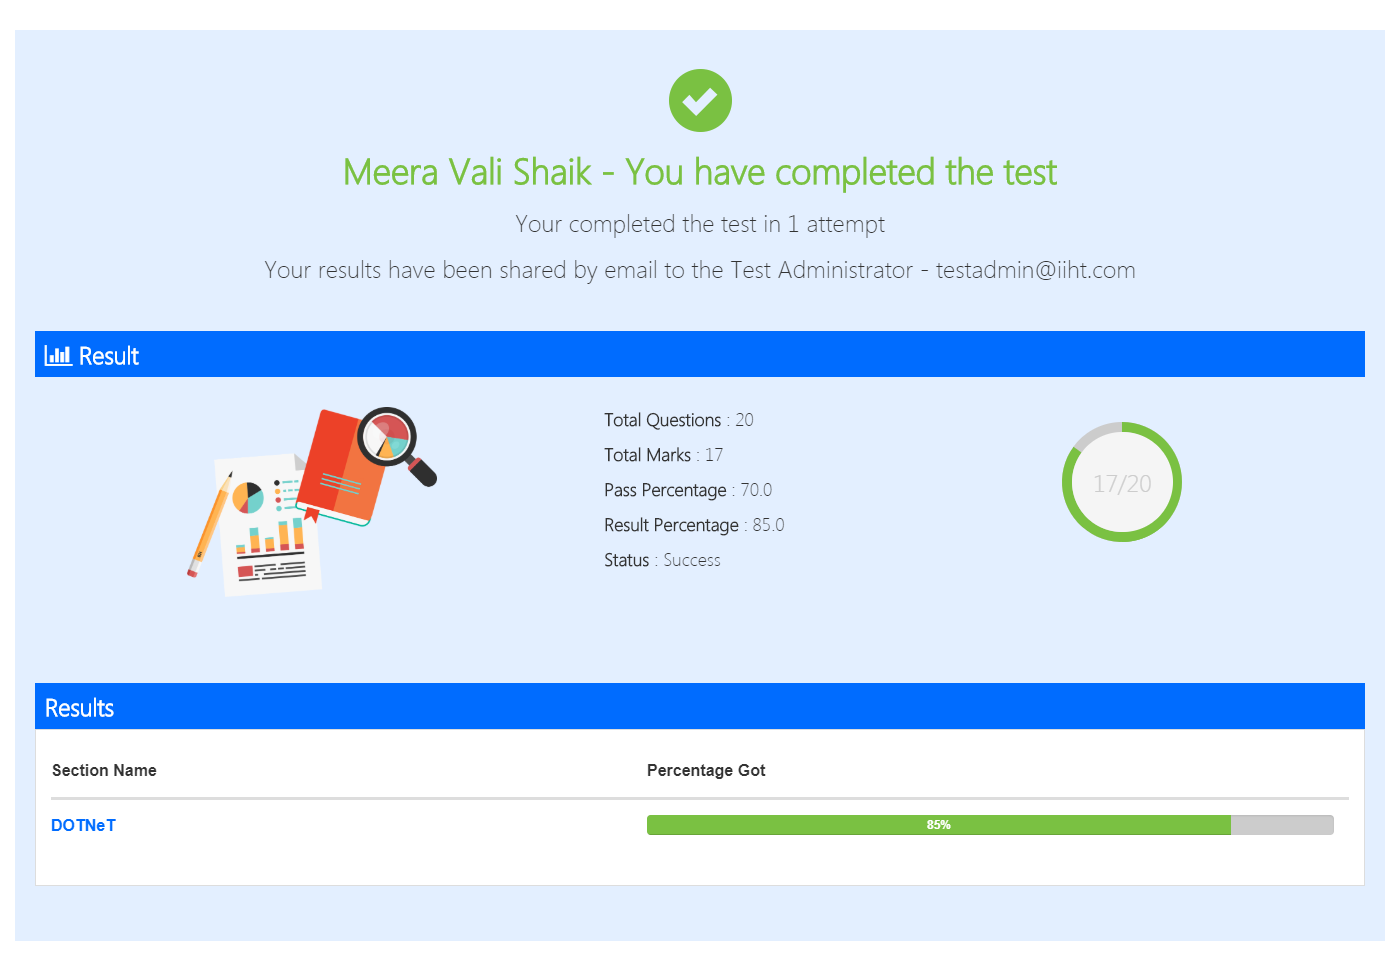 Meera Vali Shaik - You have completed the test
Your completed the test in 1 attempt
Your results have been shared by email to the Test Administrator - testadmin@iiht.com
Result
Total Questions : 20
Total Marks : 17
Pass Percentage : 70.0
Result Percentage : 85.0
Status : Success
17/20
Results
Section Name
Percentage Got
DOTNeT
85%